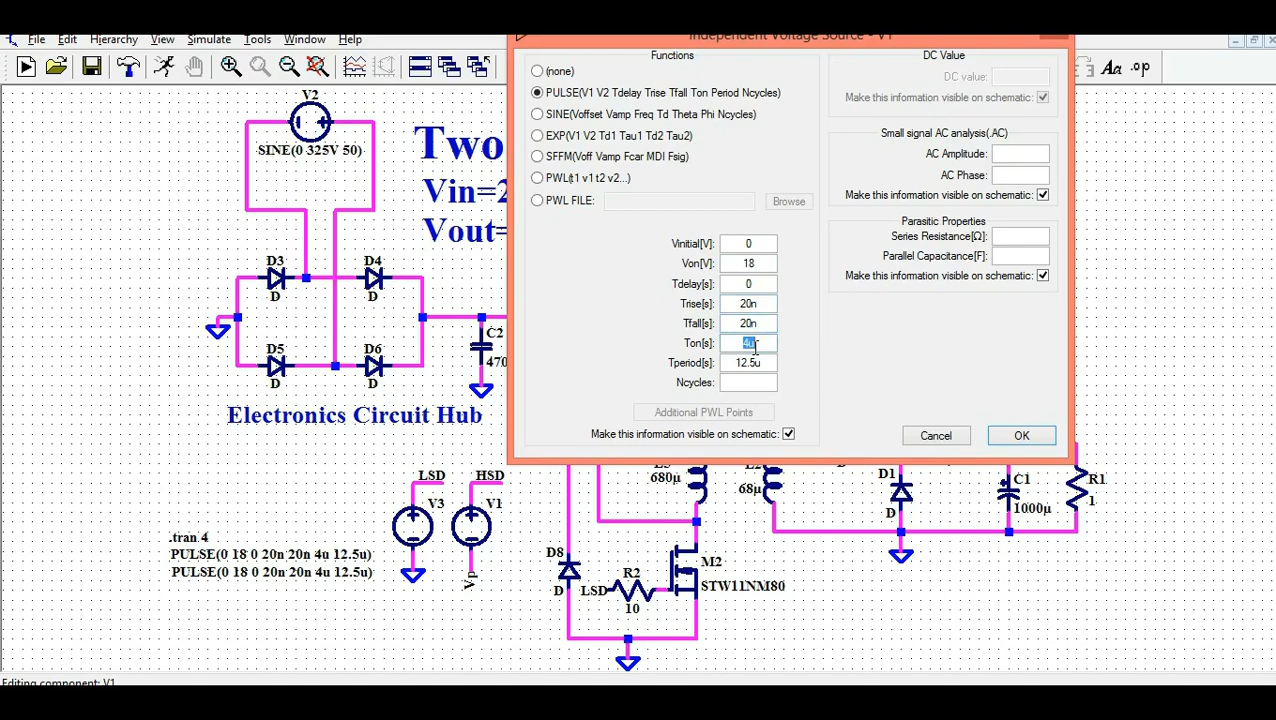 Independent Voltage Source - V1
File Edit Hierarchy View Simulate Tools Window Help
Aa .op
Functions
(none)
PULSE(V1 V2 Tdelay Trise Tfall Ton Period Ncycles)
SINE(Voffset Vamp Freq Td Theta Phi Ncycles)
EXP(V1 V2 Td1 Tau1 Td2 Tau2)
SFFM(Voff Vamp Fcar MDI Fsig)
PWL(t1 v1 t2 v2...)
PWL FILE: Browse
Vinitial[V]: 0
Von[V]: 18
Tdelay[s]: 0
Trise[s]: 20n
Tfall[s]: 20n
Ton[s]: 4u
Tperiod[s]: 12.5u
Ncycles:
Additional PWL Points
Make this information visible on schematic:
DC Value
DC value:
Make this information visible on schematic:
Small signal AC analysis(.AC)
AC Amplitude:
AC Phase:
Make this information visible on schematic:
Parasitic Properties
Series Resistance[Ω]:
Parallel Capacitance[F]:
Make this information visible on schematic:
Cancel OK
V2
SINE(0 325V 50)
Two
Vin=2
Vout=
D3
D
D4
D
D5
D
D6
D
C2
470
Electronics Circuit Hub
LSD
HSD
V3
V1
Vp
.tran 4
PULSE(0 18 0 20n 20n 4u 12.5u)
PULSE(0 18 0 20n 20n 4u 12.5u)
680µ
L2
68µ
D1
D
C1
1000µ
R1
1
D8
D
LSD
R2
10
M2
STW11NM80
Editing component: V1